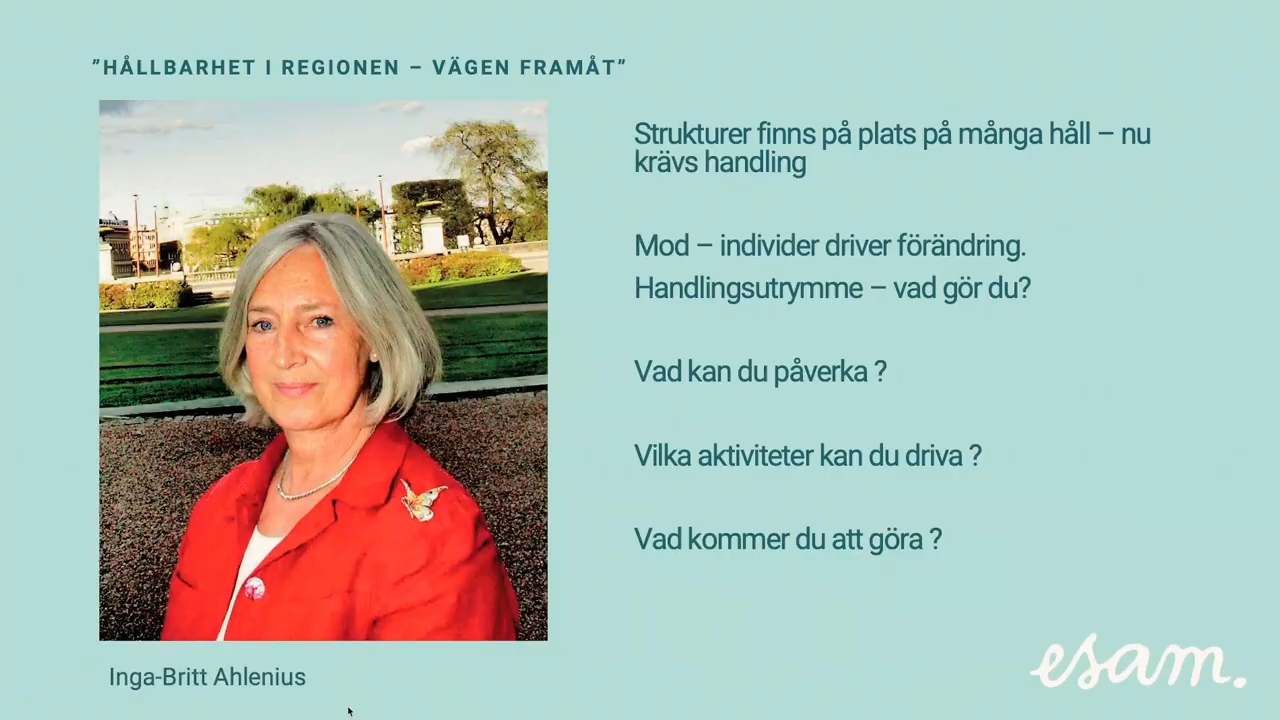 ”HÅLLBARHET I REGIONEN – VÄGEN FRAMÅT”
Strukturer finns på plats på många håll – nu
krävs handling
Mod – individer driver förändring.
Handlingsutrymme – vad gör du?
Vad kan du påverka ?
Vilka aktiviteter kan du driva ?
Vad kommer du att göra ?
Inga-Britt Ahlenius
esam.